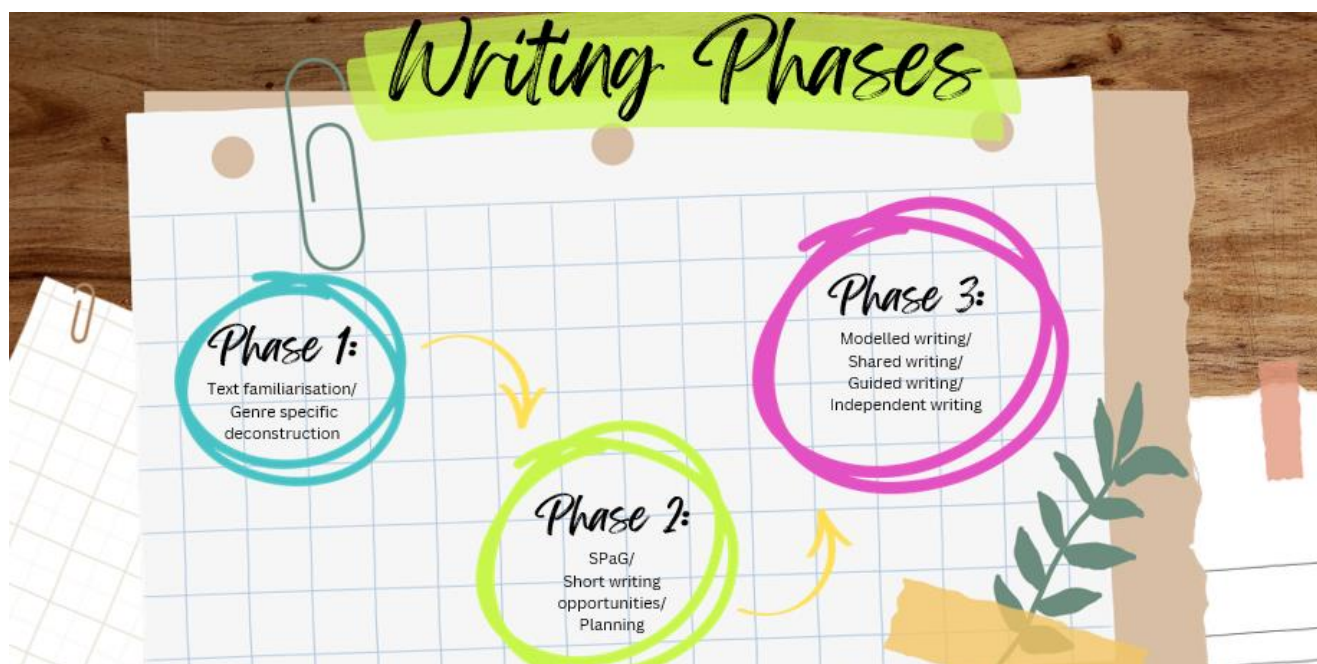 Writing Phases
Phase 1:
Text familiarisation/
Genre specific
deconstruction
Phase 2:
SPaG/
Short writing
opportunities/
Planning
Phase 3:
Modelled writing/
Shared writing/
Guided writing/
Independent writing